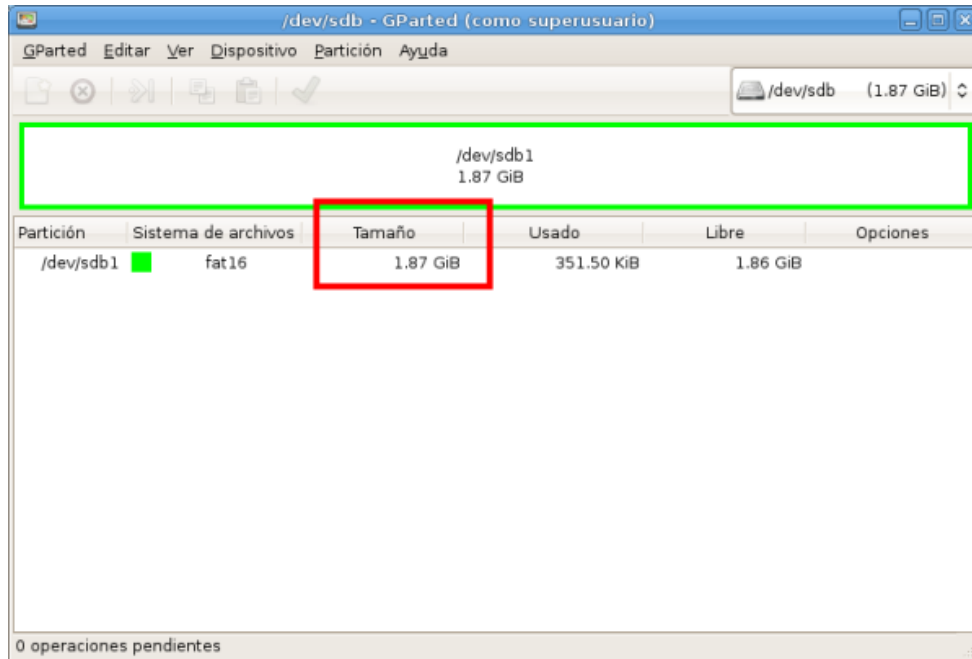 /dev/sdb - GParted (como superusuario)
GParted Editar Ver Dispositivo Partición Ayuda
/dev/sdb (1.87 GiB)
/dev/sdb1
1.87 GiB
Partición Sistema de archivos Tamaño Usado Libre Opciones
/dev/sdb1 fat16 1.87 GiB 351.50 KiB 1.86 GiB
0 operaciones pendientes